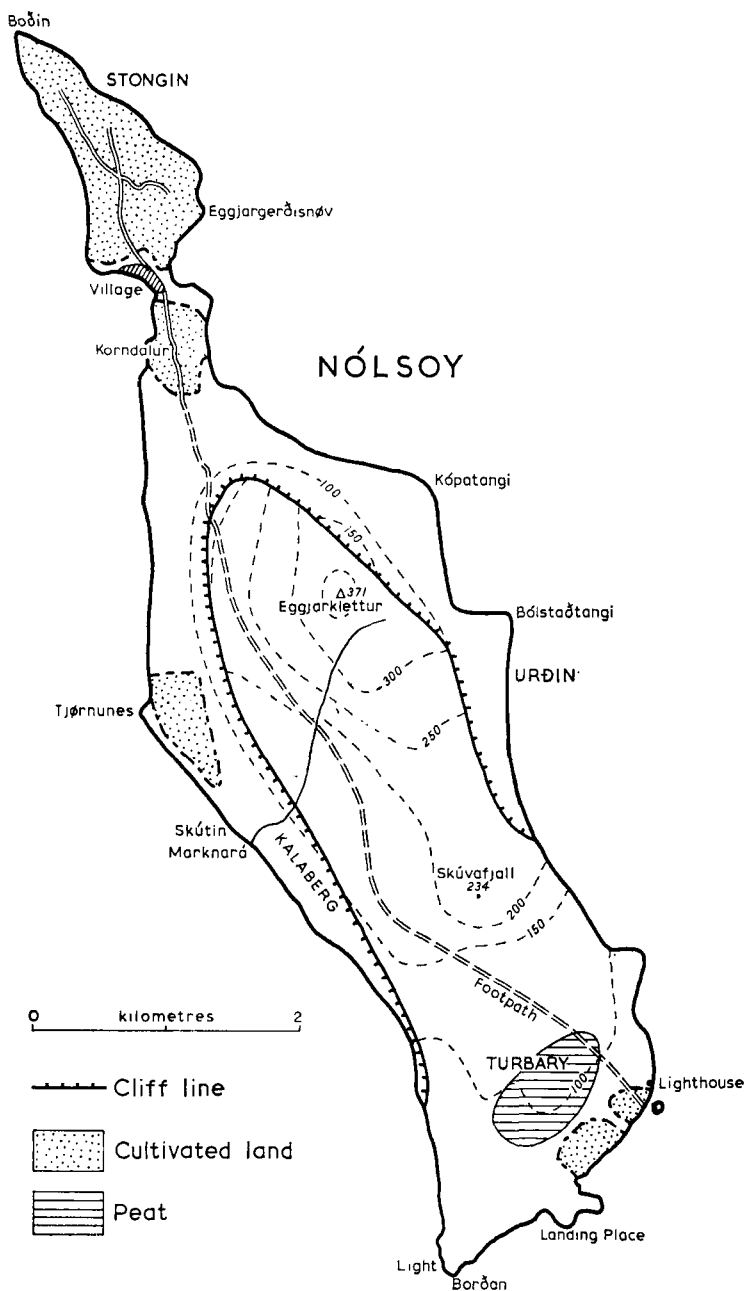 Boðin
STONGIN
Eggjargerðisnøv
Village
Korndalur
NÓLSOY
100
Kópatangi
150
Δ371
Eggjarklettur
Bólstaðtangi
URÐIN
300
Tjørnunes
250
Skútin
Marknará
KALABERG
Skúvafjall
234
200
150
Footpath
0 kilometres 2
TURBARY
100
Lighthouse
Cliff line
Cultivated land
Peat
Landing Place
Light
Borðan